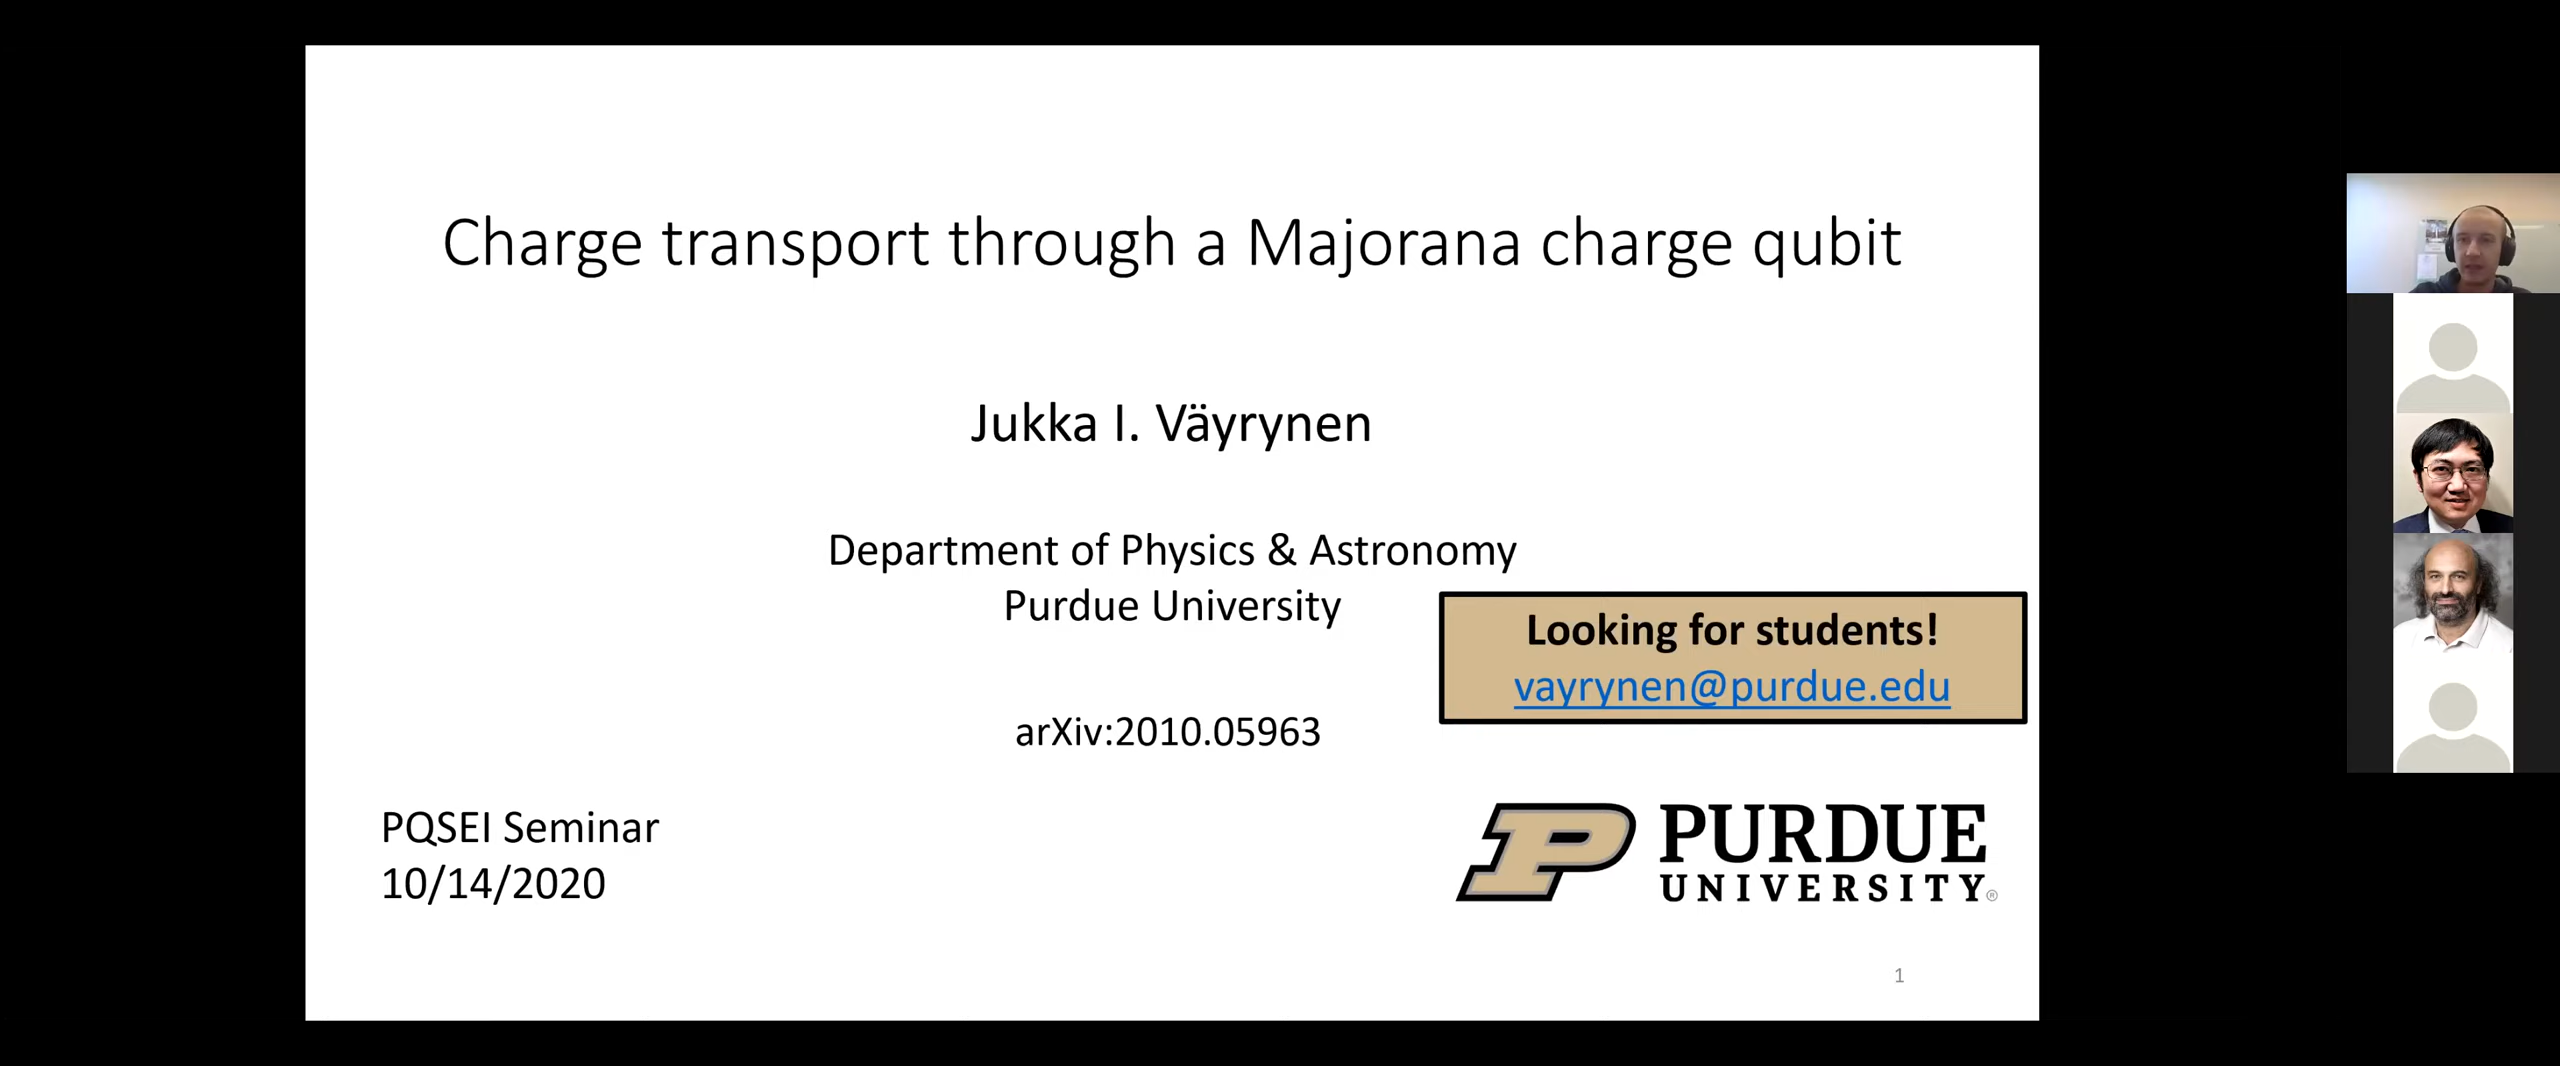 Charge transport through a Majorana charge qubit
Jukka I. Väyrynen
Department of Physics & Astronomy
Purdue University
Looking for students!
vayrynen@purdue.edu
arXiv:2010.05963
PQSEI Seminar
10/14/2020
PURDUE
UNIVERSITY®
1